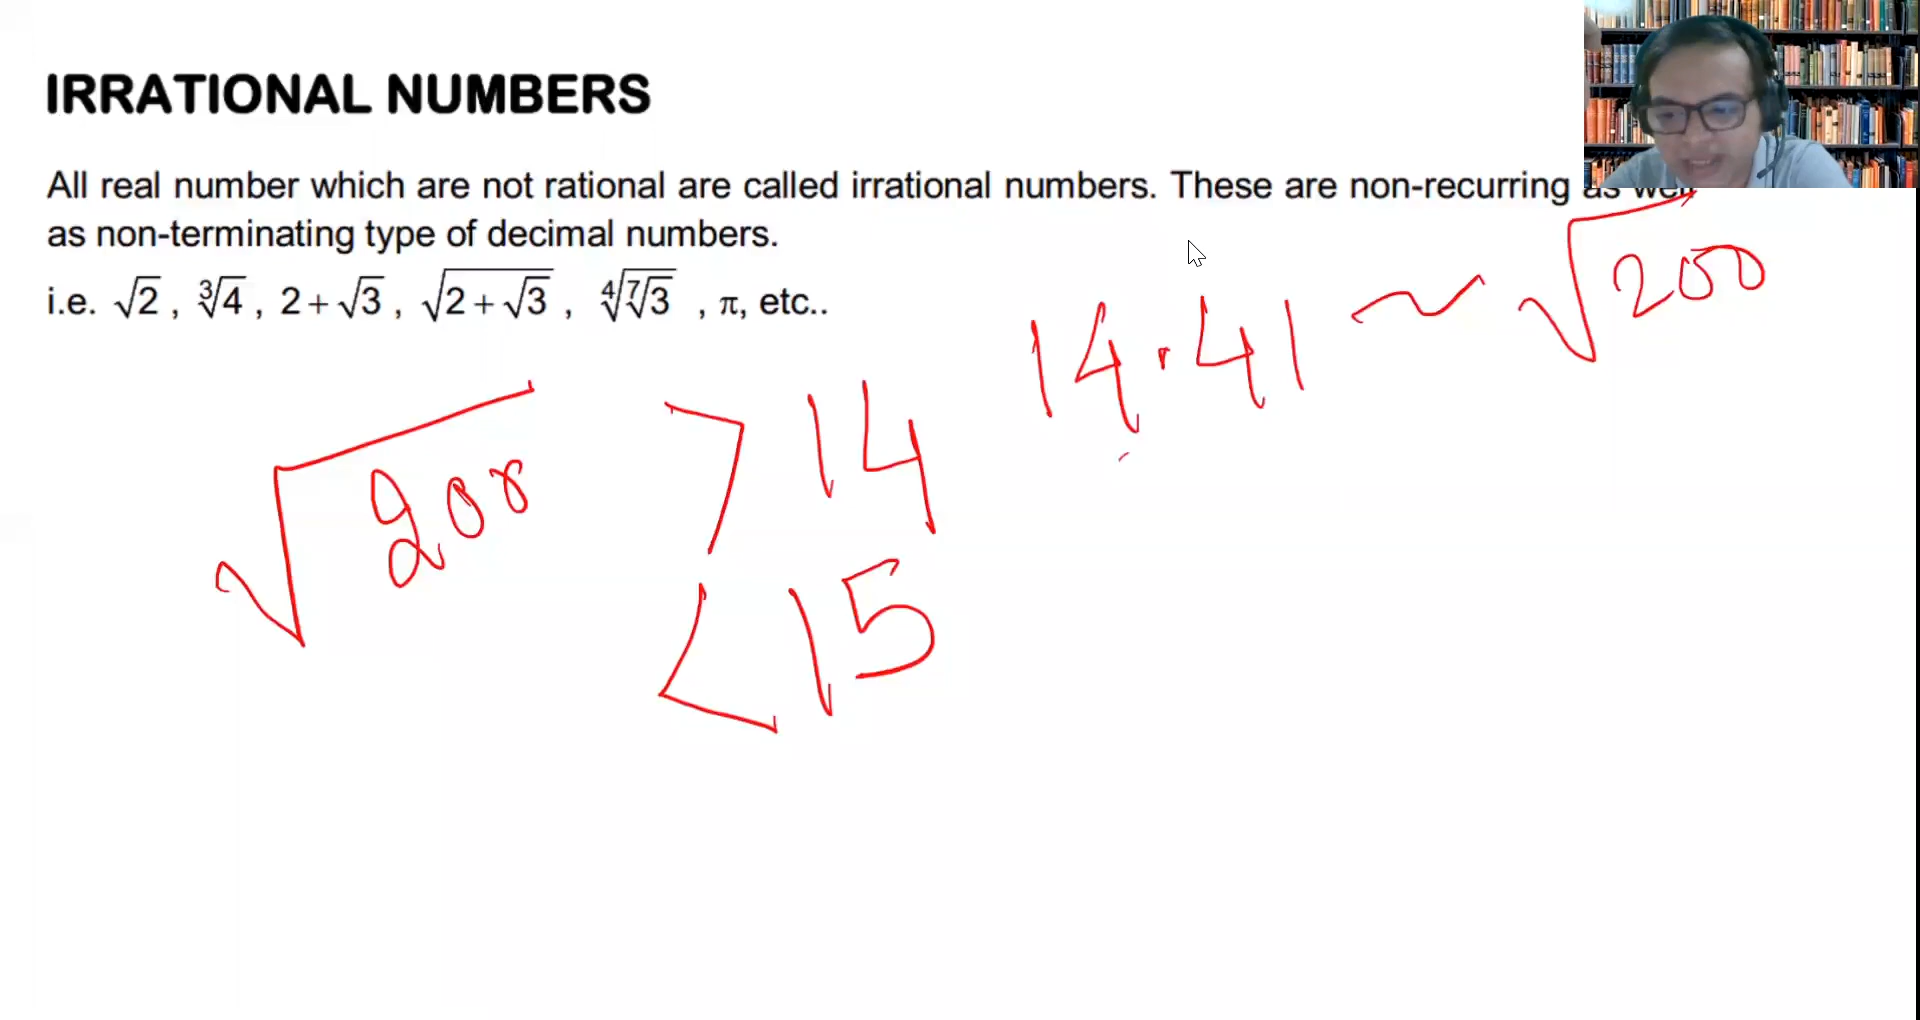 IRRATIONAL NUMBERS
All real number which are not rational are called irrational numbers. These are non-recurring as well
as non-terminating type of decimal numbers.
i.e. √2 , ∛4 , 2 + √3 , √(2 + √3) , ⁴√(⁷√3) , π, etc..
14.41 ~ √200
√200 > 14
< 15